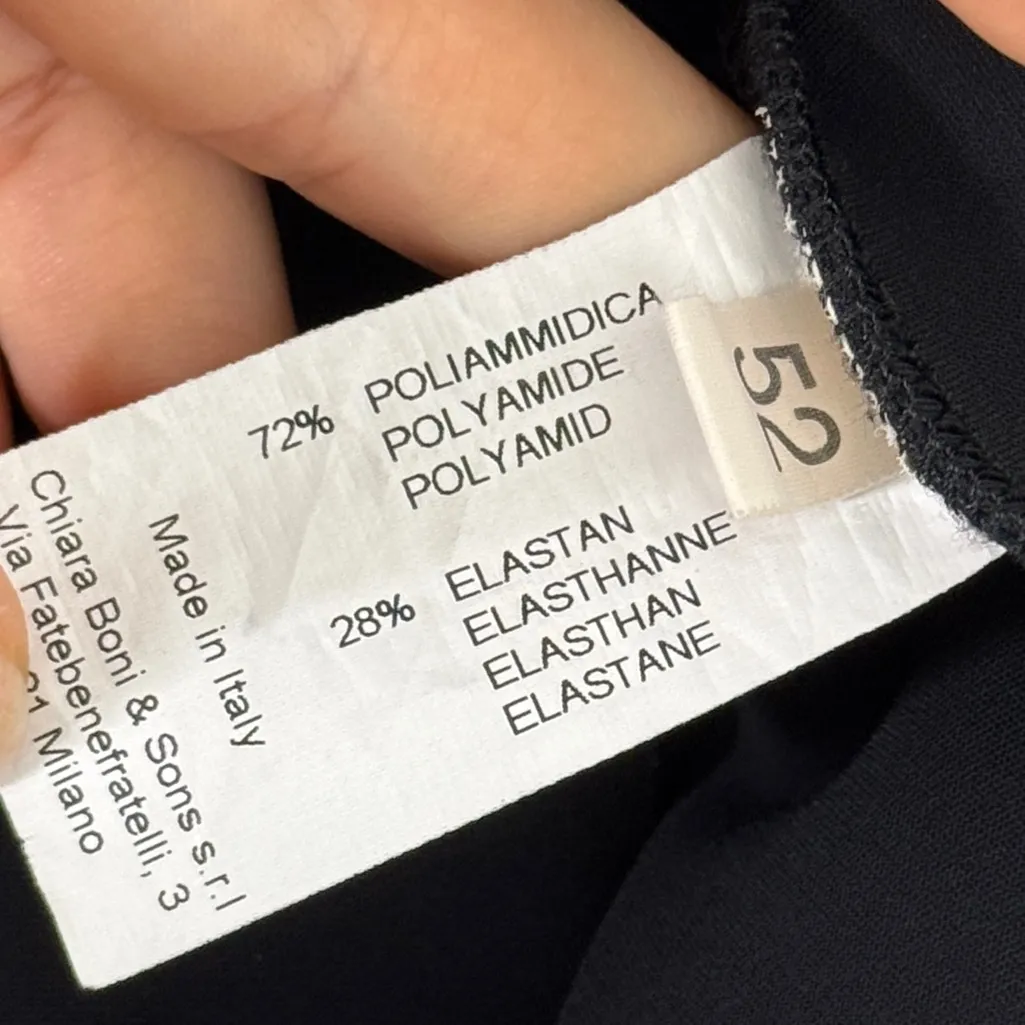 72% POLIAMMIDICA
POLYAMIDE
POLYAMID
28% ELASTAN
ELASTHANNE
ELASTHAN
ELASTANE
52
Made in Italy
Chiara Boni & Sons s.r.l
Via Fatebenefratelli, 3
Milano